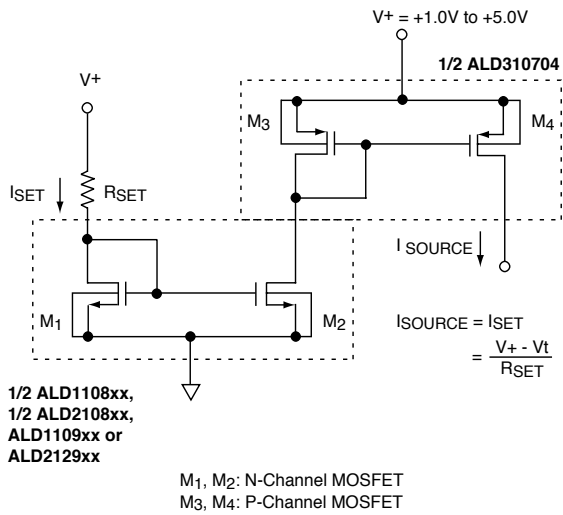 V+ = +1.0V to +5.0V
1/2 ALD310704
V+
M3
M4
ISET
RSET
I SOURCE
M1
M2
ISOURCE = ISET
= V+ - Vt
RSET
1/2 ALD1108xx,
1/2 ALD2108xx,
ALD1109xx or
ALD2129xx
M1, M2: N-Channel MOSFET
M3, M4: P-Channel MOSFET